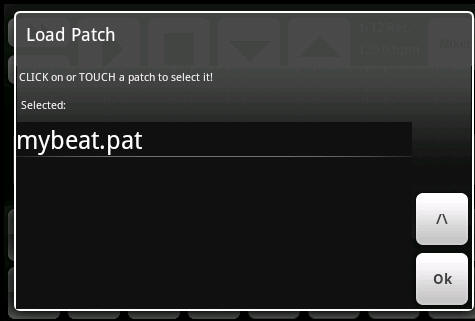 Load Patch
CLICK on or TOUCH a patch to select it!
Selected:
mybeat.pat
/\
Ok